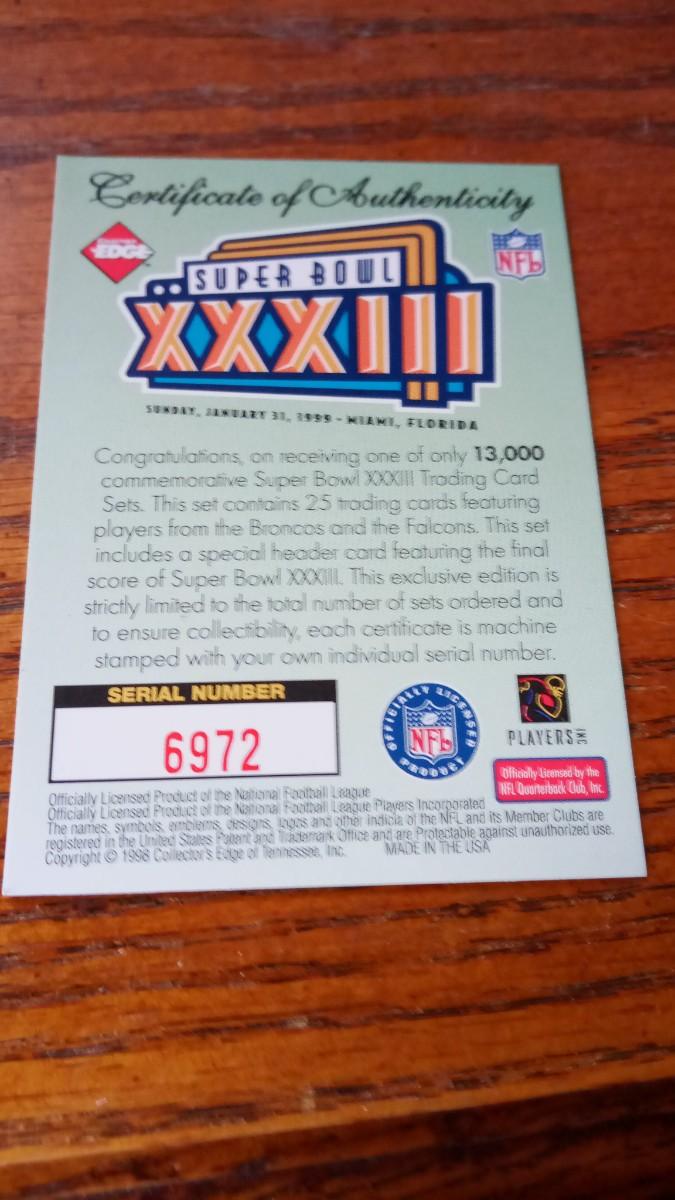 Certificate of Authenticity
COLLECTOR'S EDGE TM
NFL
SUPER BOWL
XXXIII
SUNDAY, JANUARY 31, 1999 - MIAMI, FLORIDA
Congratulations, on receiving one of only 13,000
commemorative Super Bowl XXXIII Trading Card
Sets. This set contains 25 trading cards featuring
players from the Broncos and the Falcons. This set
includes a special header card featuring the final
score of Super Bowl XXXIII. This exclusive edition is
strictly limited to the total number of sets ordered and
to ensure collectibility, each certificate is machine
stamped with your own individual serial number.
SERIAL NUMBER
6972
OFFICIALLY LICENSED PRODUCT
NFL
PLAYERS INC
Officially Licensed by the
NFL Quarterback Club, Inc.
Officially Licensed Product of the National Football League
Officially Licensed Product of the National Football League Players Incorporated
The names, symbols, emblems, designs, logos and other indicia of the NFL and its Member Clubs are
registered in the United States Patent and Trademark Office and are Protectable against unauthorized use.
Copyright © 1998 Collector's Edge of Tennessee, Inc. MADE IN THE USA